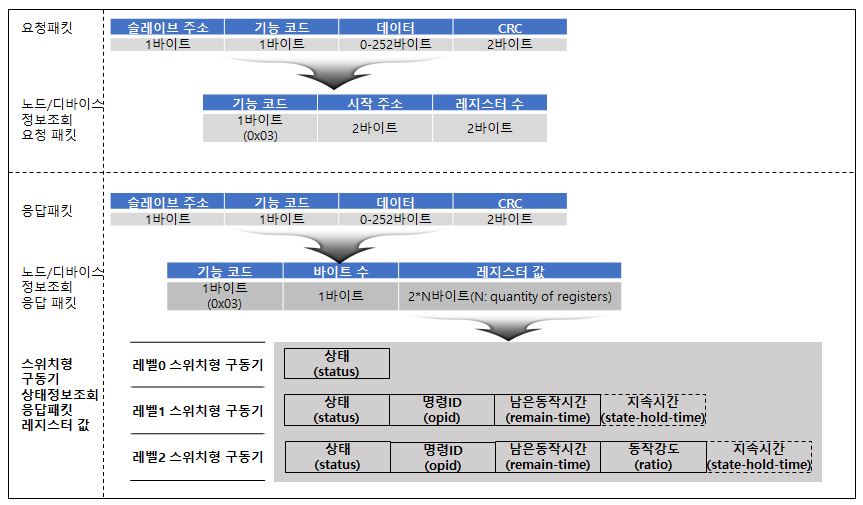 요청패킷
슬레이브 주소 기능 코드 데이터 CRC
1바이트 1바이트 0-252바이트 2바이트
노드/디바이스
정보조회
요청 패킷
기능 코드 시작 주소 레지스터 수
1바이트
(0x03)
2바이트 2바이트
응답패킷
슬레이브 주소 기능 코드 데이터 CRC
1바이트 1바이트 0-252바이트 2바이트
노드/디바이스
정보조회
응답 패킷
기능 코드 바이트 수 레지스터 값
1바이트
(0x03)
1바이트 2*N바이트(N: quantity of registers)
스위치형
구동기
상태정보조회
응답패킷
레지스터 값
레벨0 스위치형 구동기
상태
(status)
레벨1 스위치형 구동기
상태 명령ID 남은동작시간 지속시간
(status) (opid) (remain-time) (state-hold-time)
레벨2 스위치형 구동기
상태 명령ID 남은동작시간 동작강도 지속시간
(status) (opid) (remain-time) (ratio) (state-hold-time)